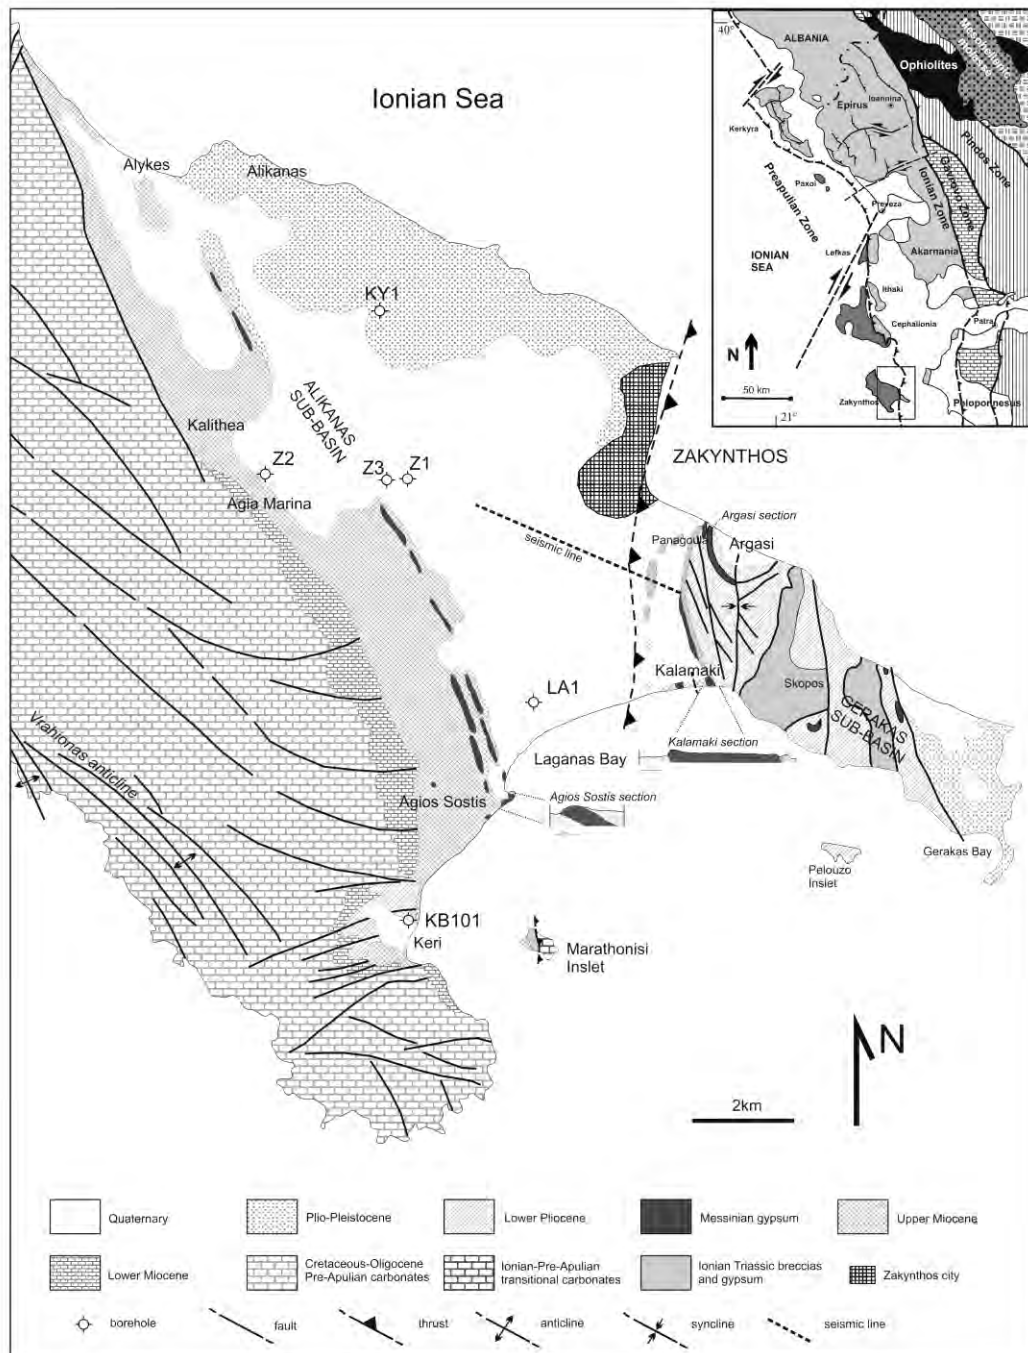 40°
ALBANIA
Ophiolites
Epirus
Ioannina
Kerkyra
Pindos Zone
Gavrovo Zone
Ionian Zone
Preapulian Zone
Paxoi
Preveza
IONIAN
SEA
Lefkas
Akarnania
Ithaki
Cephalionia
Patra
N
50 km
Zakynthos
Peloponnesus
21°
Ionian Sea
Alykes
Alikanas
KY1
ALIKANAS
SUB-BASIN
Kalithea
Z2
Z3
Z1
ZAKYNTHOS
Agia Marina
seismic line
Argasi section
Panagoula
Argasi
Kalamaki
Skopos
GERAKAS
SUB-BASIN
LA1
Vrahionas anticline
Laganas Bay
Kalamaki section
Agios Sostis
Agios Sostis section
Gerakas Bay
Pelouzo
Inslet
KB101
Keri
Marathonisi
Inslet
N
2km
Quaternary
Plio-Pleistocene
Lower Pliocene
Messinian gypsum
Upper Miocene
Lower Miocene
Cretaceous-Oligocene
Pre-Apulian carbonates
Ionian-Pre-Apulian
transitional carbonates
Ionian Triassic breccias
and gypsum
Zakynthos city
borehole
fault
thrust
anticline
syncline
seismic line